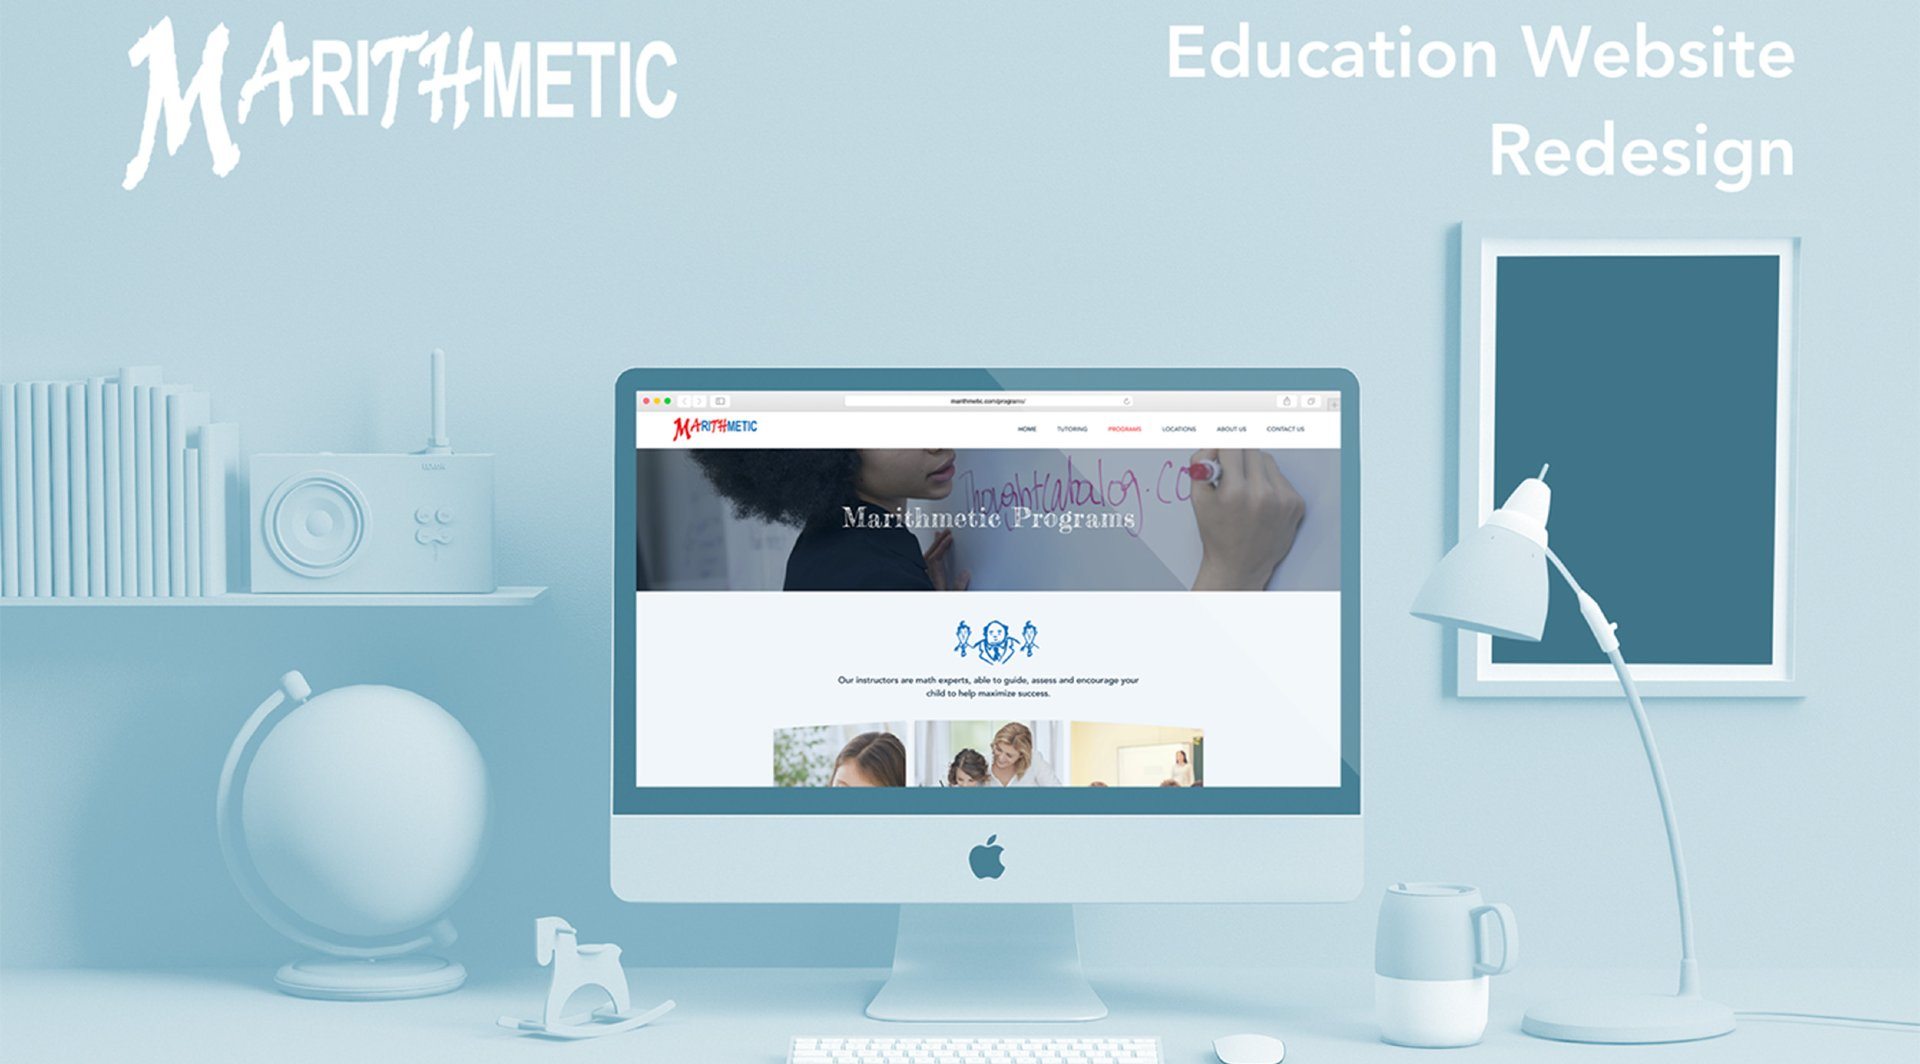 MARITHMETIC
Education Website
Redesign
marithmetic.com/programs/
MARITHMETIC
HOME TUTORING PROGRAMS LOCATIONS ABOUT US CONTACT US
Thoughtcatalog.co
Marithmetic Programs
Our instructors are math experts, able to guide, assess and encourage your
child to help maximize success.